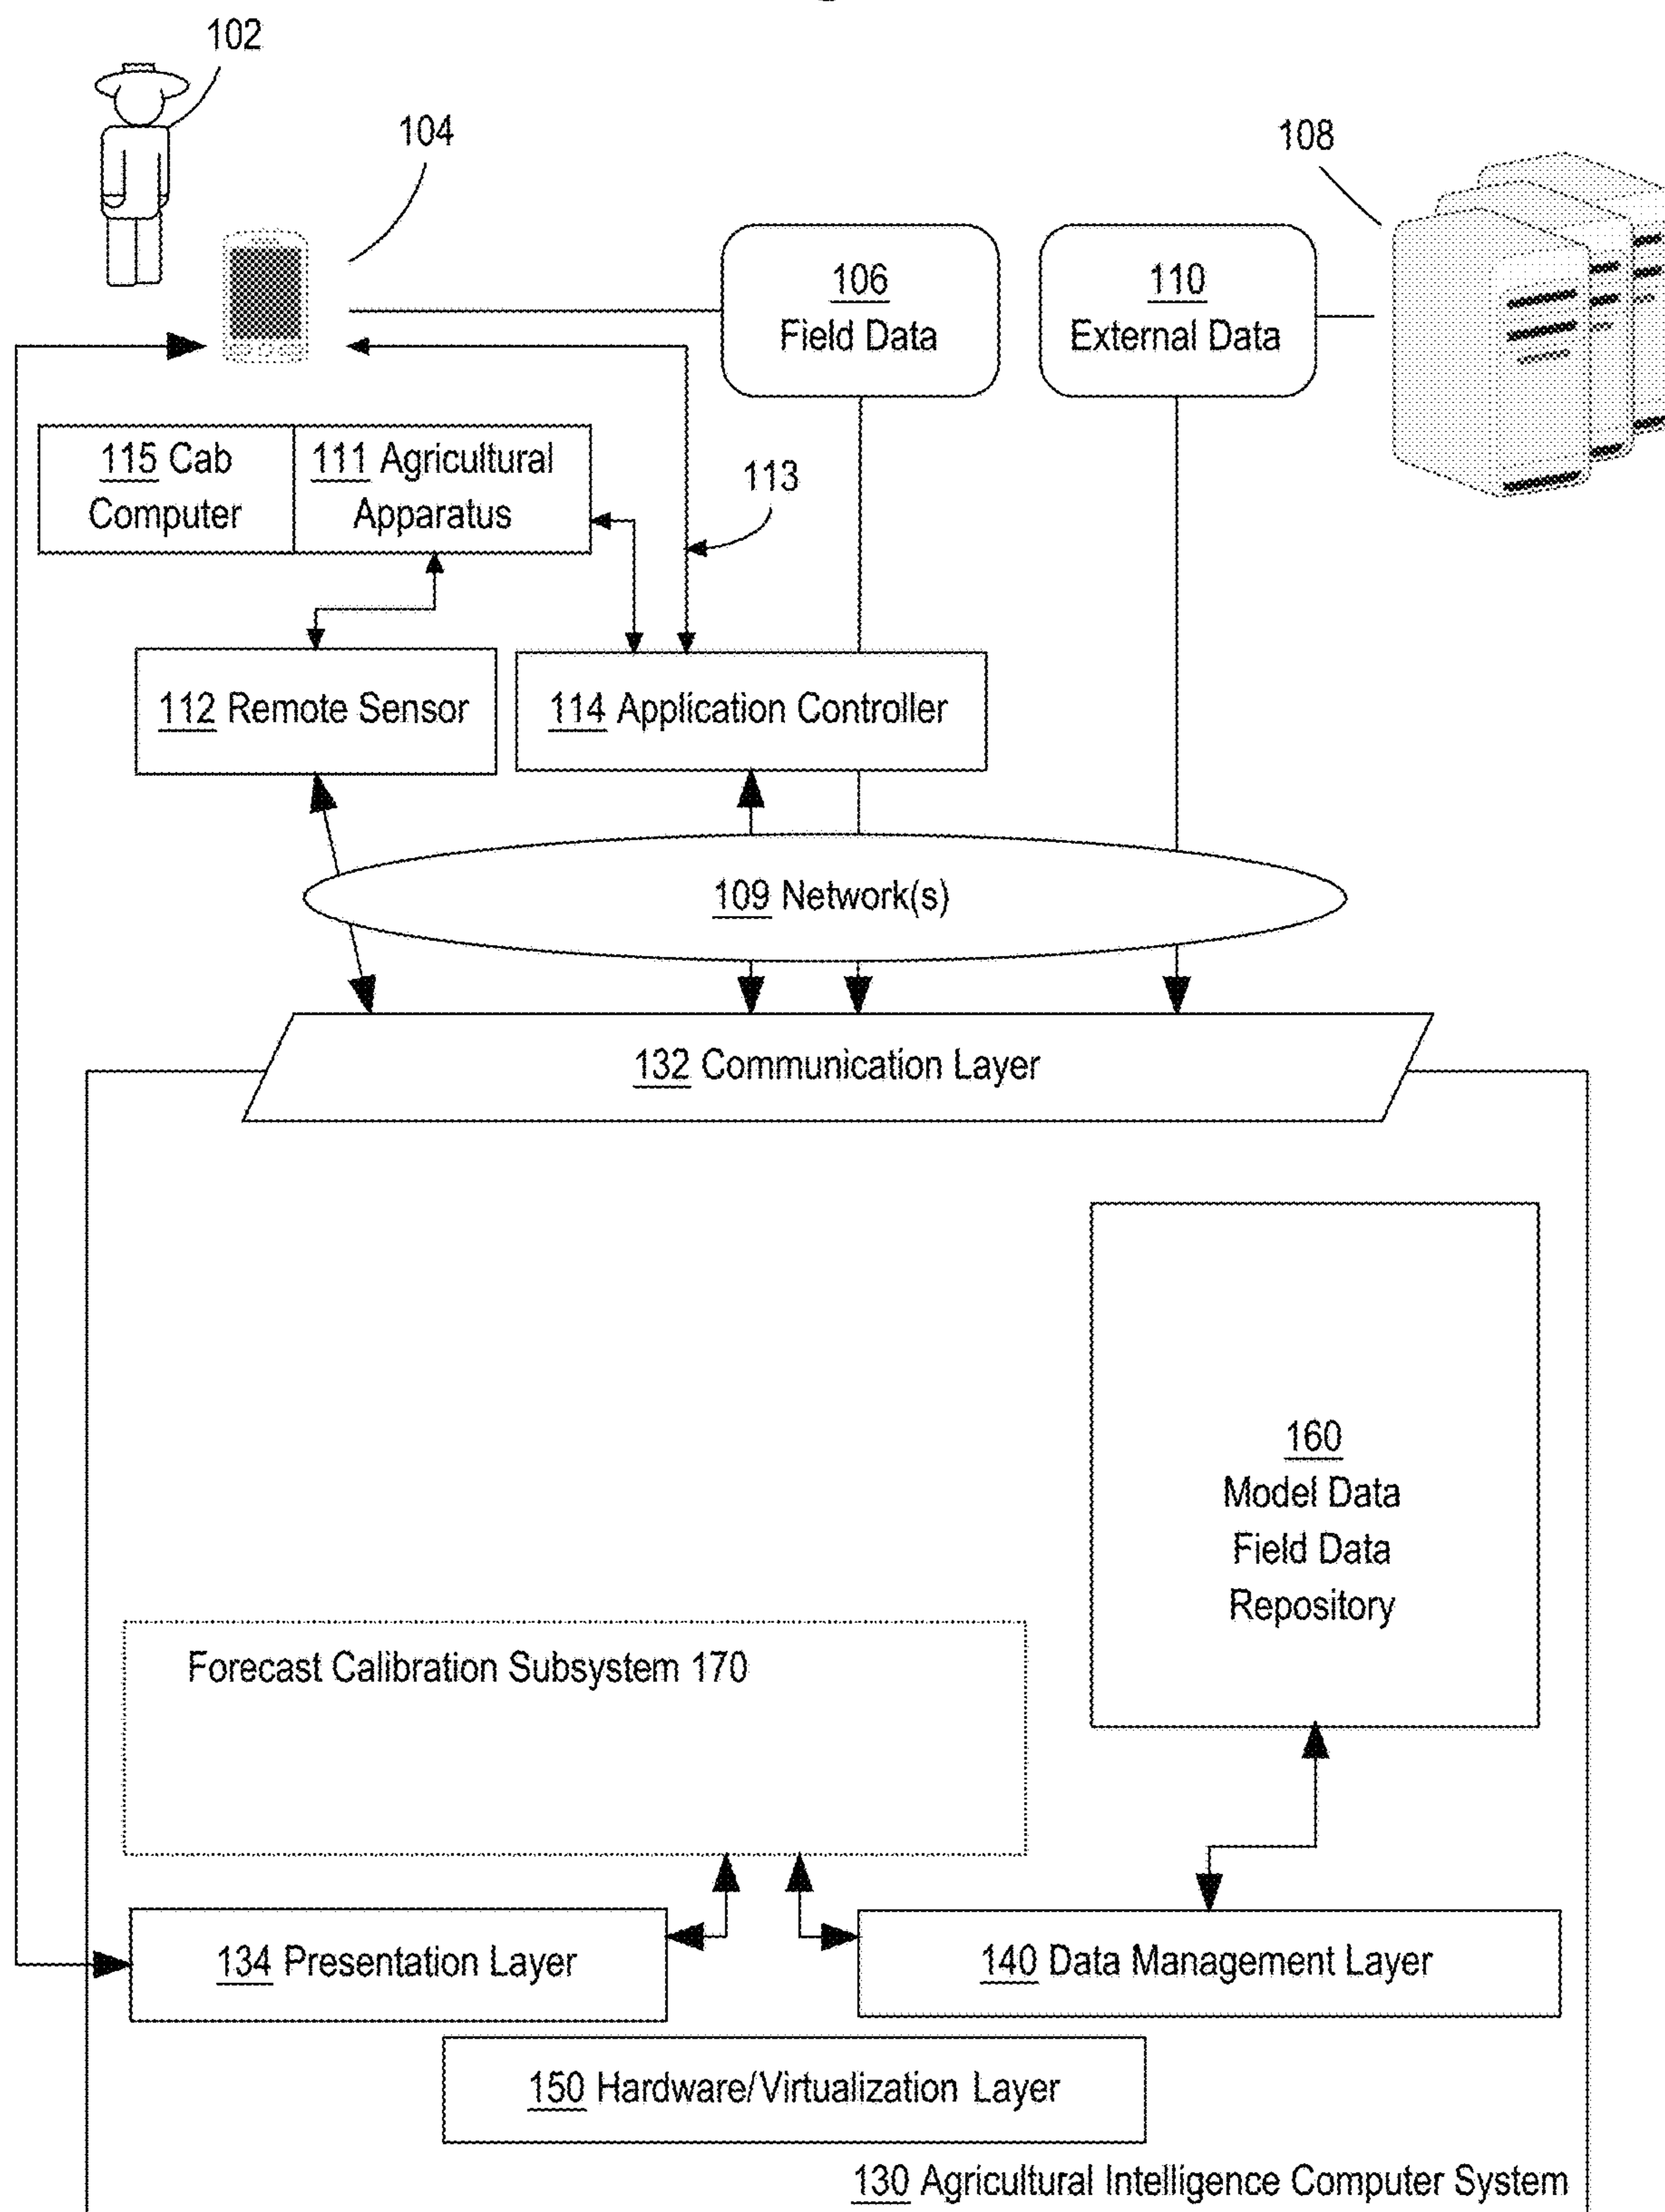 102
104
108
106
Field Data
110
External Data
115 Cab
Computer
111 Agricultural
Apparatus
113
112 Remote Sensor
114 Application Controller
109 Network(s)
132 Communication Layer
160
Model Data
Field Data
Repository
Forecast Calibration Subsystem 170
134 Presentation Layer
140 Data Management Layer
150 Hardware/Virtualization Layer
130 Agricultural Intelligence Computer System